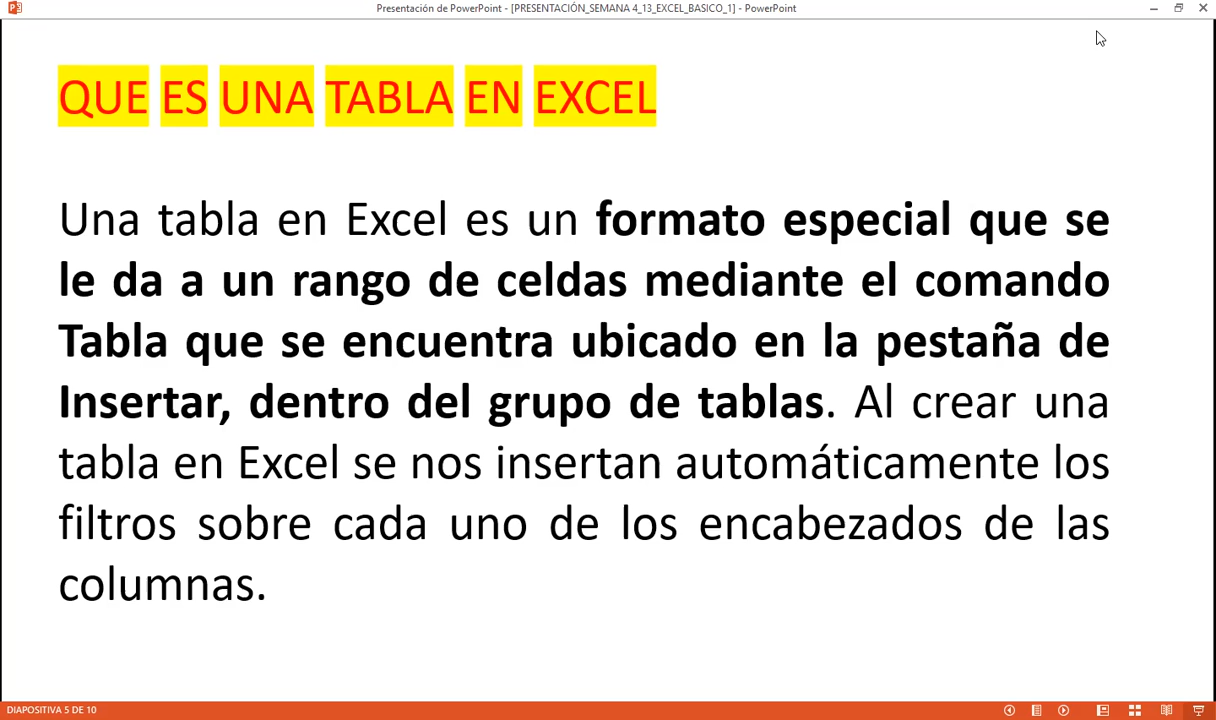 Presentación de PowerPoint - [PRESENTACIÓN_SEMANA 4_13_EXCEL_BASICO_1] - PowerPoint
QUE ES UNA TABLA EN EXCEL
Una tabla en Excel es un formato especial que se
le da a un rango de celdas mediante el comando
Tabla que se encuentra ubicado en la pestaña de
Insertar, dentro del grupo de tablas. Al crear una
tabla en Excel se nos insertan automáticamente los
filtros sobre cada uno de los encabezados de las
columnas.
DIAPOSITIVA 5 DE 10